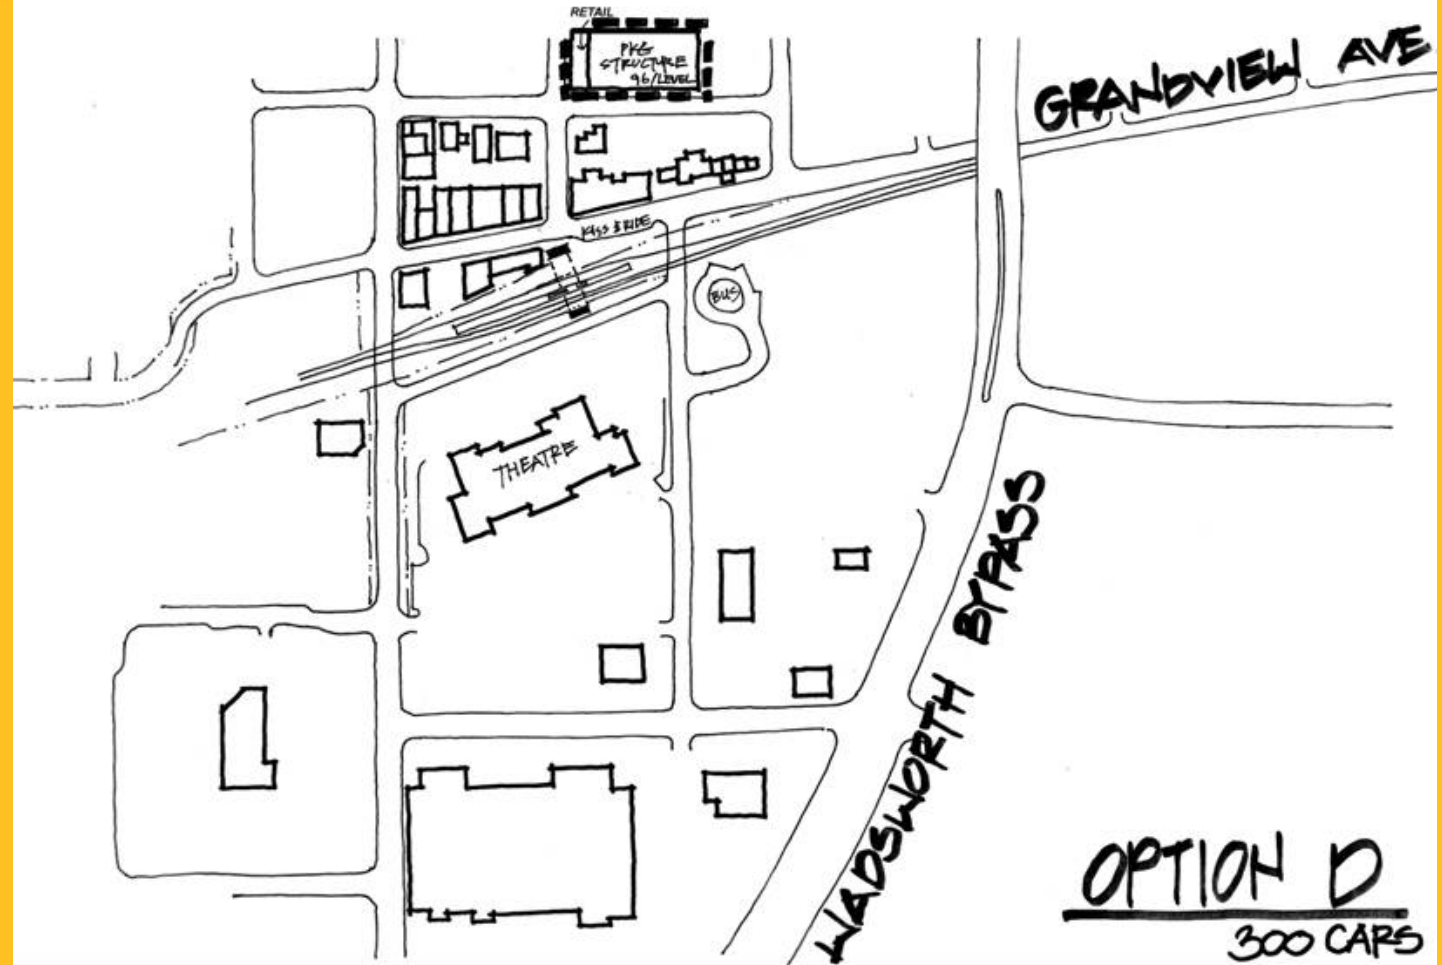 RETAIL
PKG
STRUCTURE
96/LEVEL
GRANDVIEW AVE
KISS & RIDE
BUS
THEATRE
WADSWORTH BYPASS
OPTION D
300 CARS